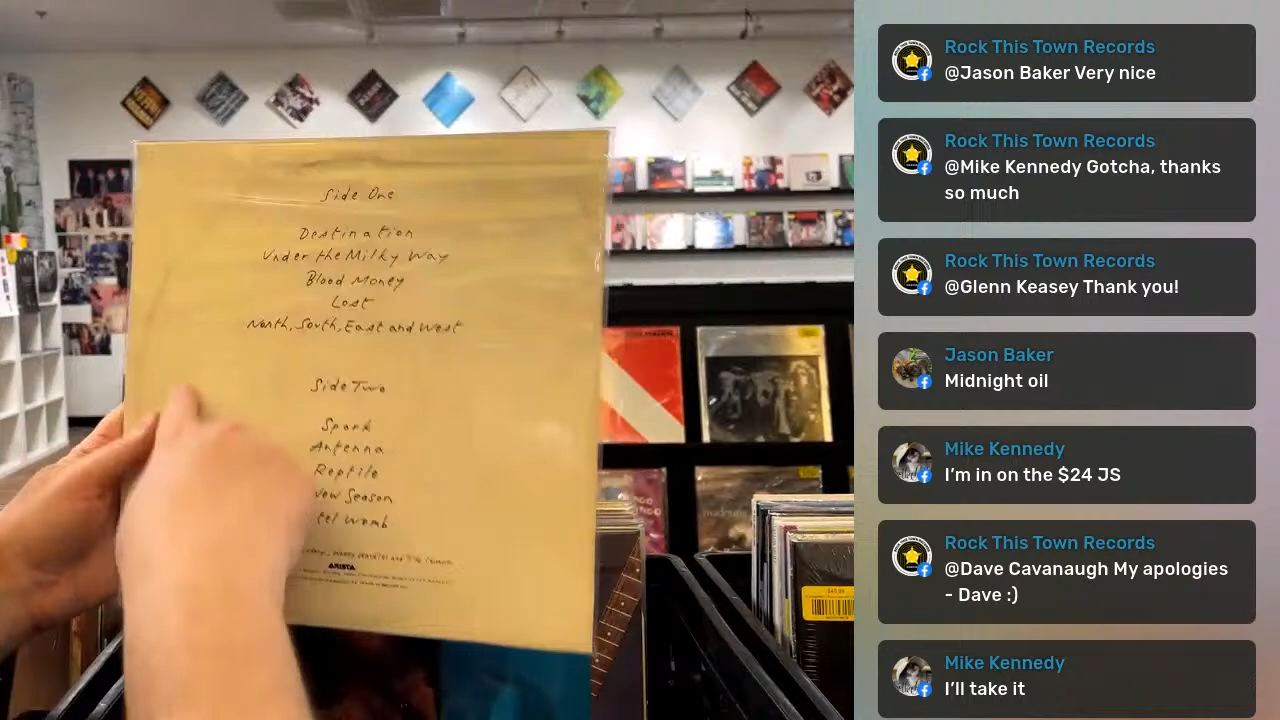 Side One
Destination
Under the Milky Way
Blood Money
Lost
North, South, East and West
Side Two
Spark
Antenna
Reptile
New Season
ARISTA
Rock This Town Records
@Jason Baker Very nice
Rock This Town Records
@Mike Kennedy Gotcha, thanks
so much
Rock This Town Records
@Glenn Keasey Thank you!
Jason Baker
Midnight oil
Mike Kennedy
I'm in on the $24 JS
Rock This Town Records
@Dave Cavanaugh My apologies
- Dave :)
Mike Kennedy
I'll take it